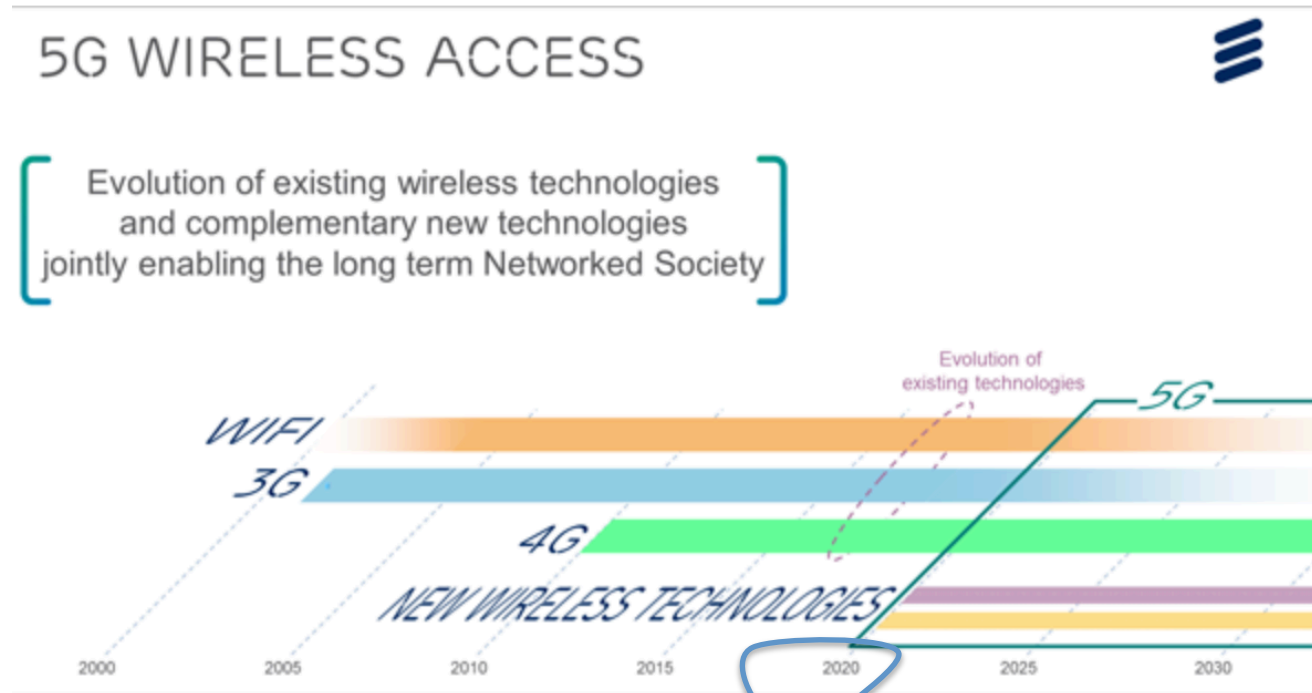 5G WIRELESS ACCESS
Evolution of existing wireless technologies
and complementary new technologies
jointly enabling the long term Networked Society
Evolution of
existing technologies
5G
WIFI
3G
4G
NEW WIRELESS TECHNOLOGIES
2000 2005 2010 2015 2020 2025 2030